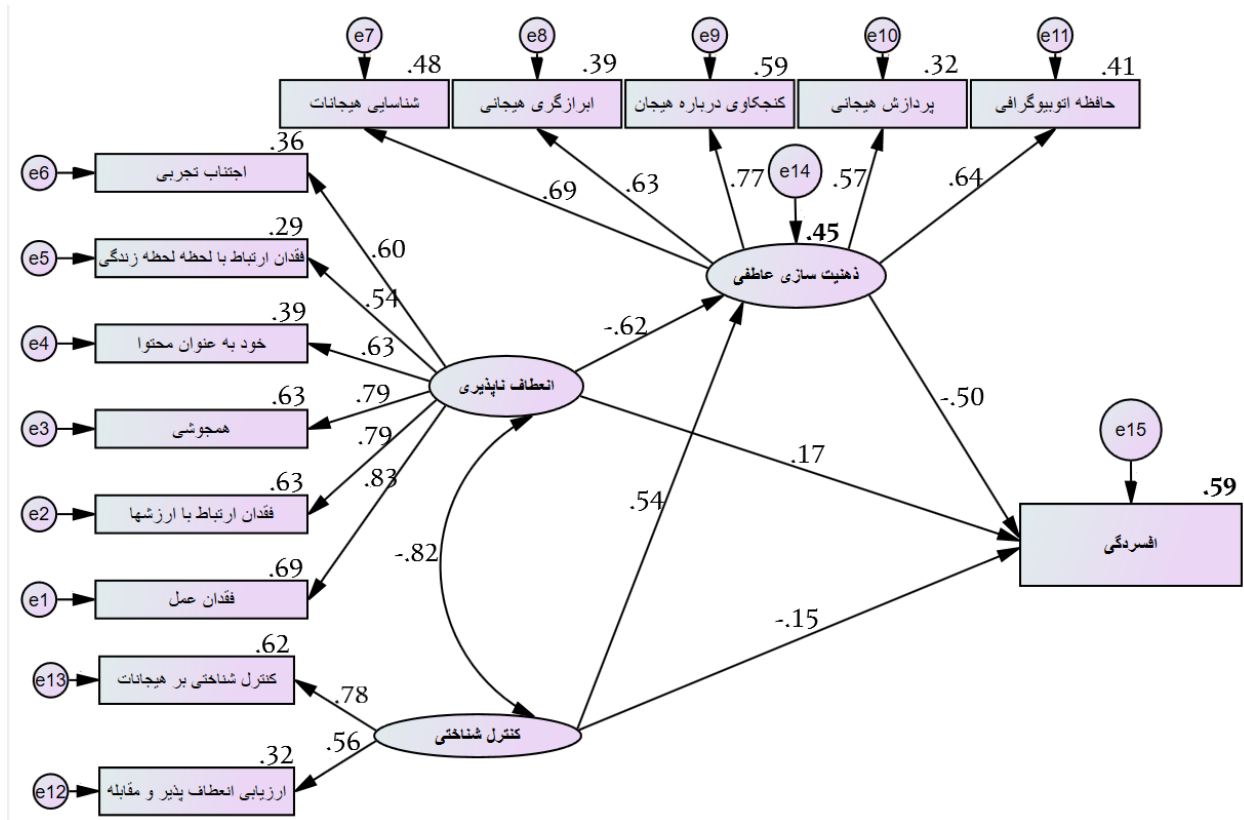 e7
e8
e9
e10
e11
.48
.39
.59
.32
.41
شناسایی هیجانات
ابرازگری هیجانی
کنجکاوی درباره هیجان
پردازش هیجانی
حافظه اتوبیوگرافی
.69
.63
.77
.57
.64
e14
.45
ذهنیت سازی عاطفی
e6
.36
اجتناب تجربی
.60
e5
.29
فقدان ارتباط با لحظه لحظه زندگی
.54
e4
.39
خود به عنوان محتوا
.63
e3
.63
همجوشی
.79
e2
.63
فقدان ارتباط با ارزشها
.79
e1
.69
فقدان عمل
.83
انعطاف ناپذیری
-.62
-.50
.17
.54
-.82
-.15
e15
.59
افسردگی
e13
.62
کنترل شناختی بر هیجانات
.78
کنترل شناختی
e12
.32
ارزیابی انعطاف پذیر و مقابله
.56